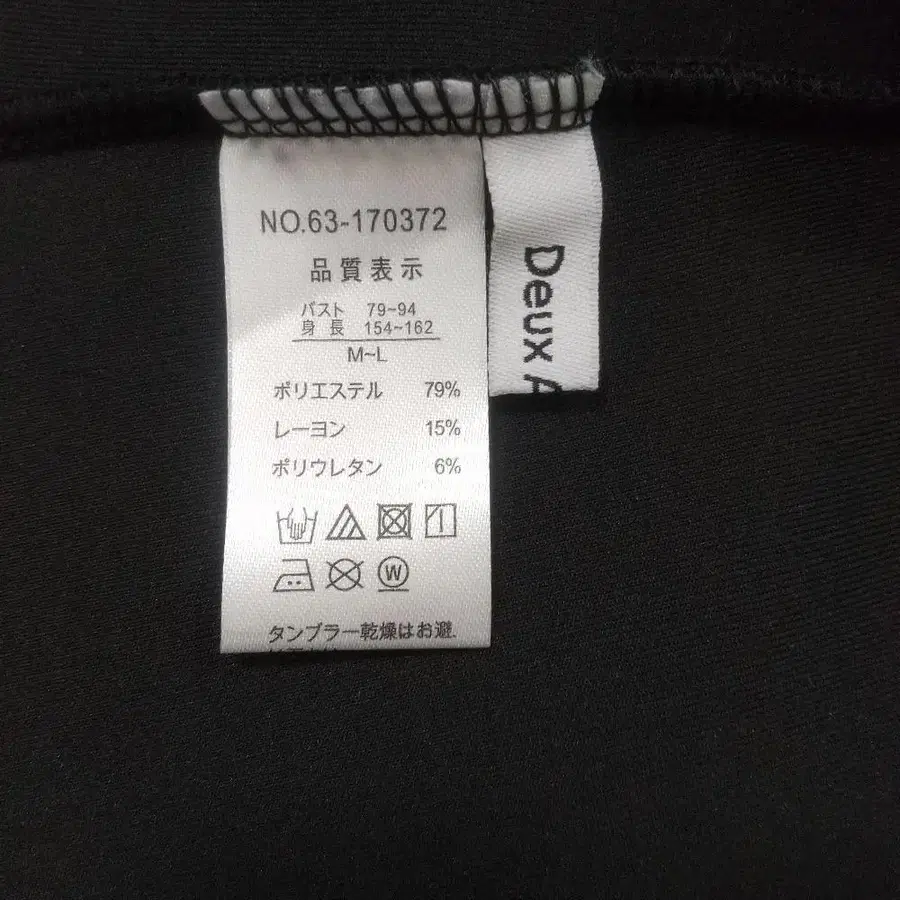 NO.63-170372
品質表示
バスト 79~94
身長 154~162
M~L
ポリエステル 79%
レーヨン 15%
ポリウレタン 6%
W
タンブラー乾燥はお避
Deux A